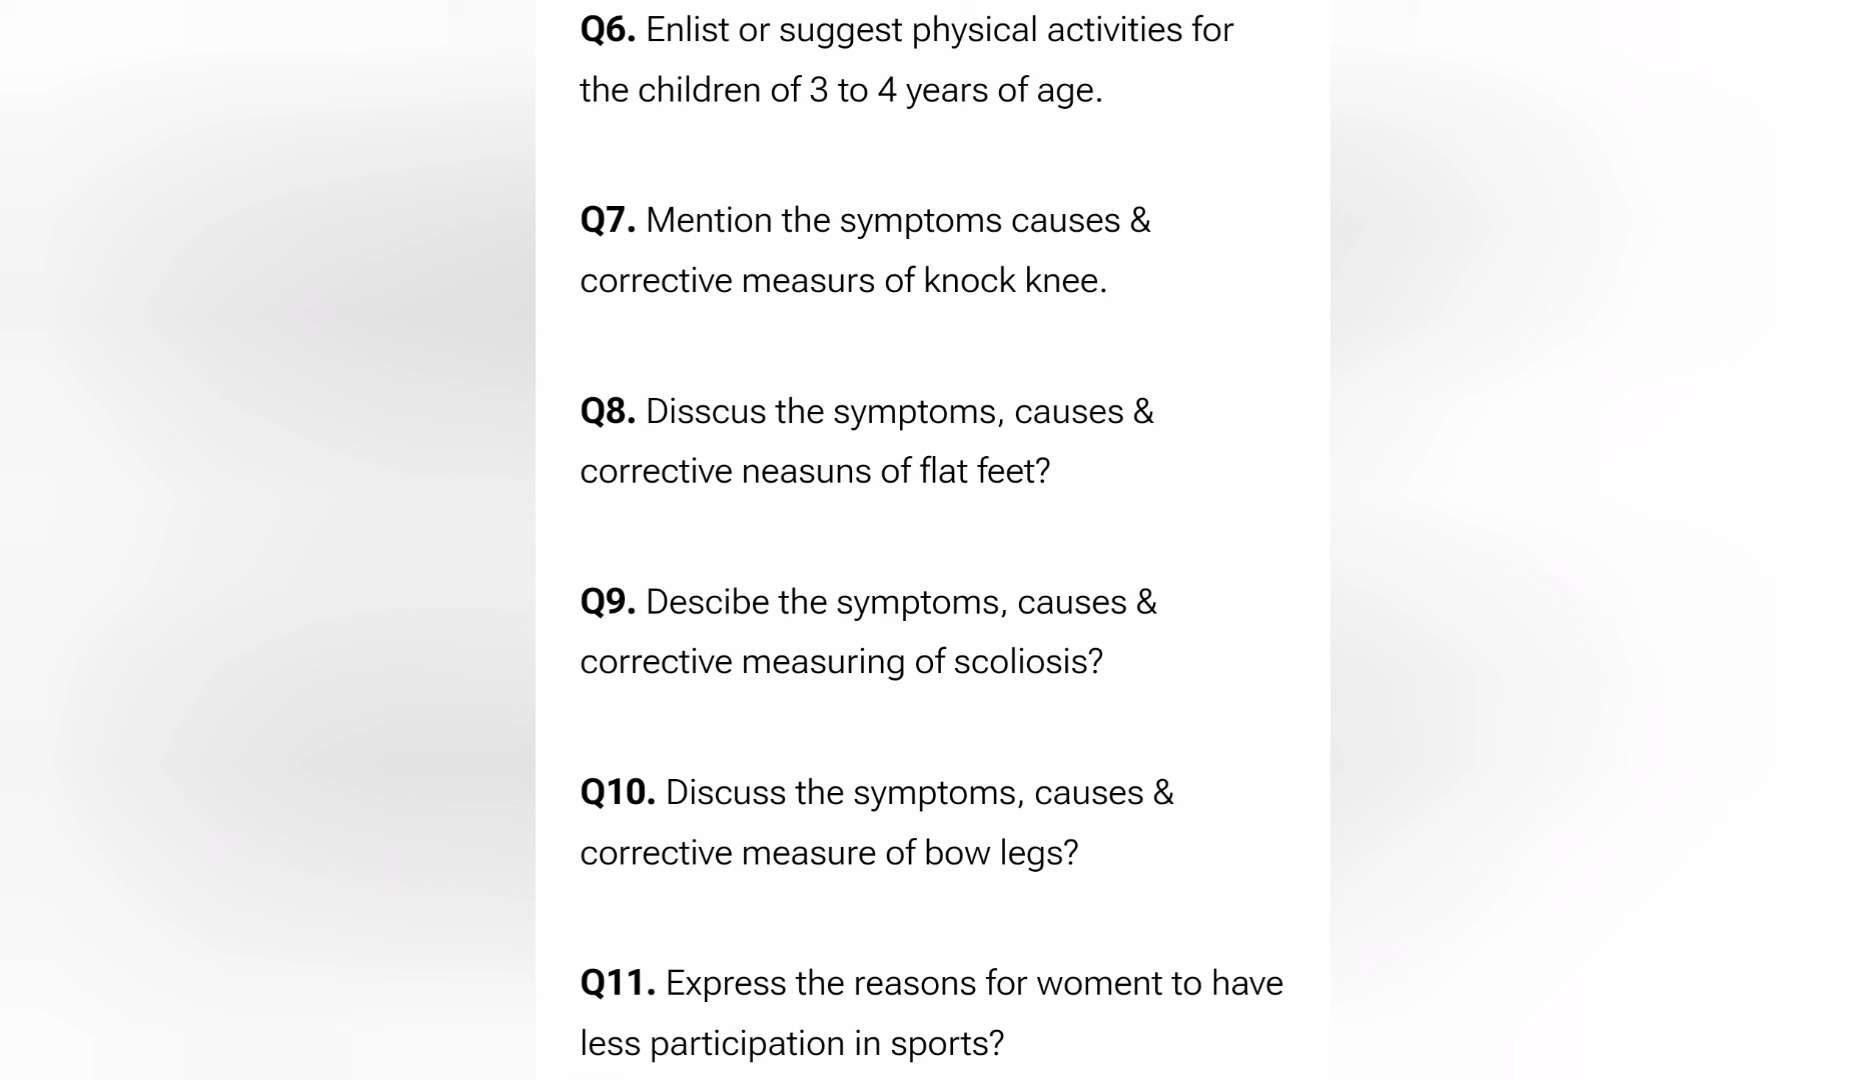 Q6. Enlist or suggest physical activities for
the children of 3 to 4 years of age.
Q7. Mention the symptoms causes &
corrective measurs of knock knee.
Q8. Disscus the symptoms, causes &
corrective neasuns of flat feet?
Q9. Descibe the symptoms, causes &
corrective measuring of scoliosis?
Q10. Discuss the symptoms, causes &
corrective measure of bow legs?
Q11. Express the reasons for woment to have
less participation in sports?